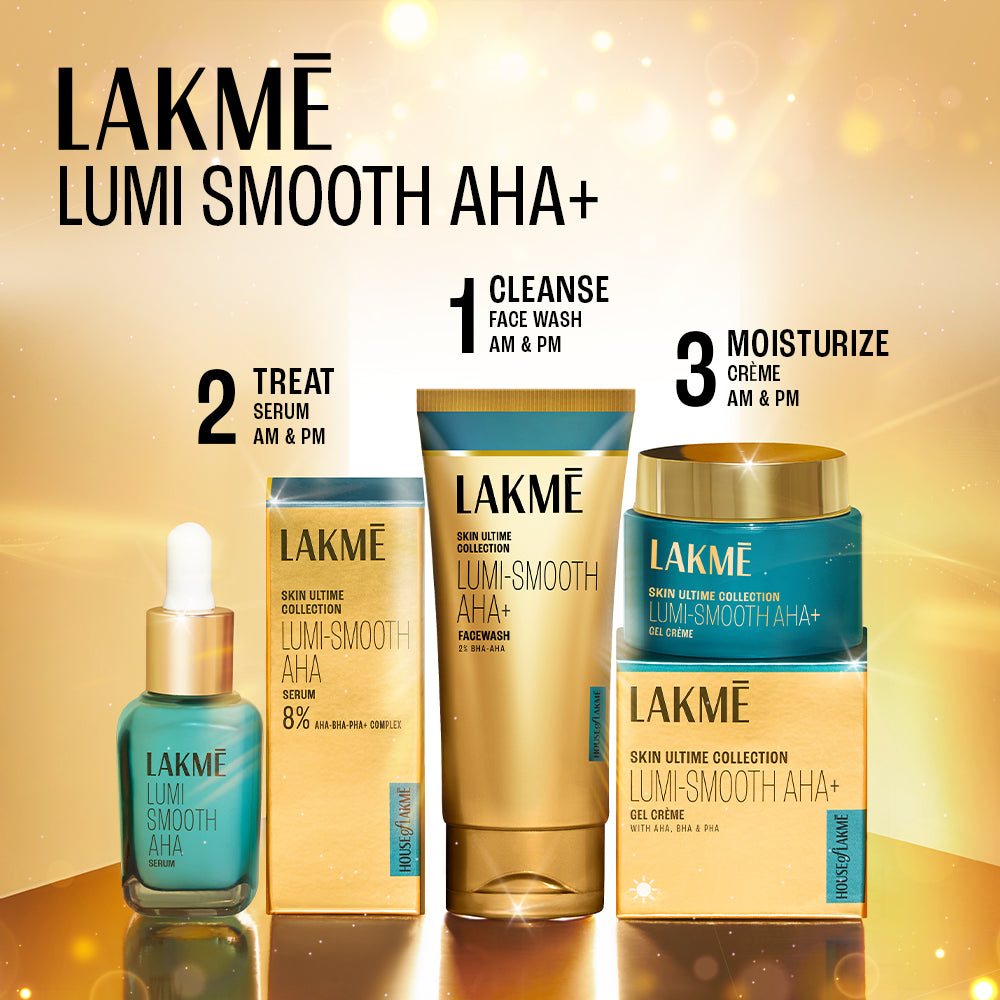 LAKMĒ
LUMI SMOOTH AHA+
1
CLEANSE
FACE WASH
AM & PM
2
TREAT
SERUM
AM & PM
3
MOISTURIZE
CRÈME
AM & PM
LAKMĒ
LUMI
SMOOTH
AHA
SERUM
LAKMĒ
SKIN ULTIME
COLLECTION
LUMI-SMOOTH
AHA
SERUM
8% AHA-BHA-PHA+ COMPLEX
HOUSE of LAKMĒ
LAKMĒ
SKIN ULTIME
COLLECTION
LUMI-SMOOTH
AHA+
FACEWASH
2% BHA-AHA
HOUSE of LAKMĒ
LAKMĒ
SKIN ULTIME COLLECTION
LUMI-SMOOTH AHA+
GEL CRÈME
LAKMĒ
SKIN ULTIME COLLECTION
LUMI-SMOOTH AHA+
GEL CRÈME
WITH AHA, BHA & PHA
HOUSE of LAKMĒ